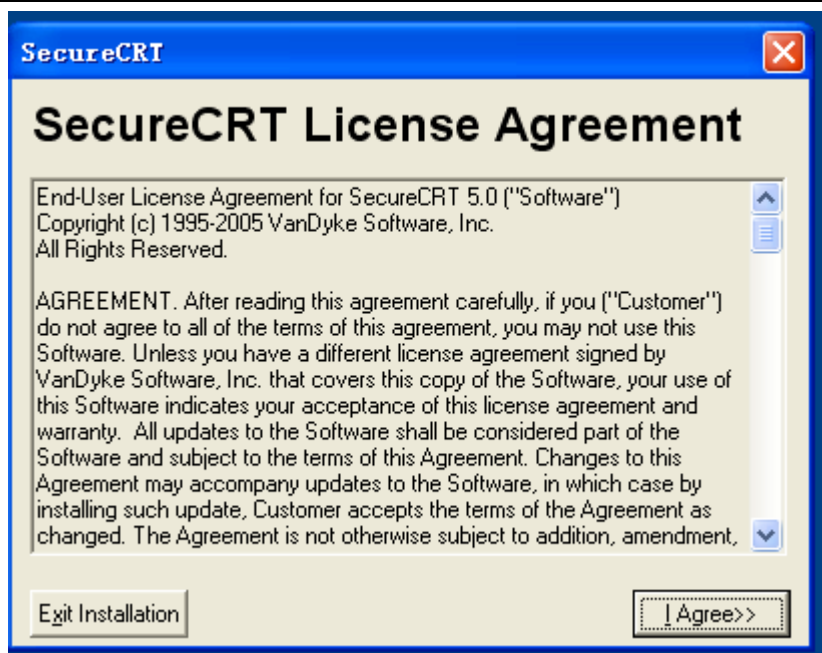 SecureCRT
SecureCRT License Agreement
End-User License Agreement for SecureCRT 5.0 ("Software")
Copyright (c) 1995-2005 VanDyke Software, Inc.
All Rights Reserved.
AGREEMENT. After reading this agreement carefully, if you ("Customer")
do not agree to all of the terms of this agreement, you may not use this
Software. Unless you have a different license agreement signed by
VanDyke Software, Inc. that covers this copy of the Software, your use of
this Software indicates your acceptance of this license agreement and
warranty.  All updates to the Software shall be considered part of the
Software and subject to the terms of this Agreement. Changes to this
Agreement may accompany updates to the Software, in which case by
installing such update, Customer accepts the terms of the Agreement as
changed. The Agreement is not otherwise subject to addition, amendment,
Exit Installation
I Agree>>